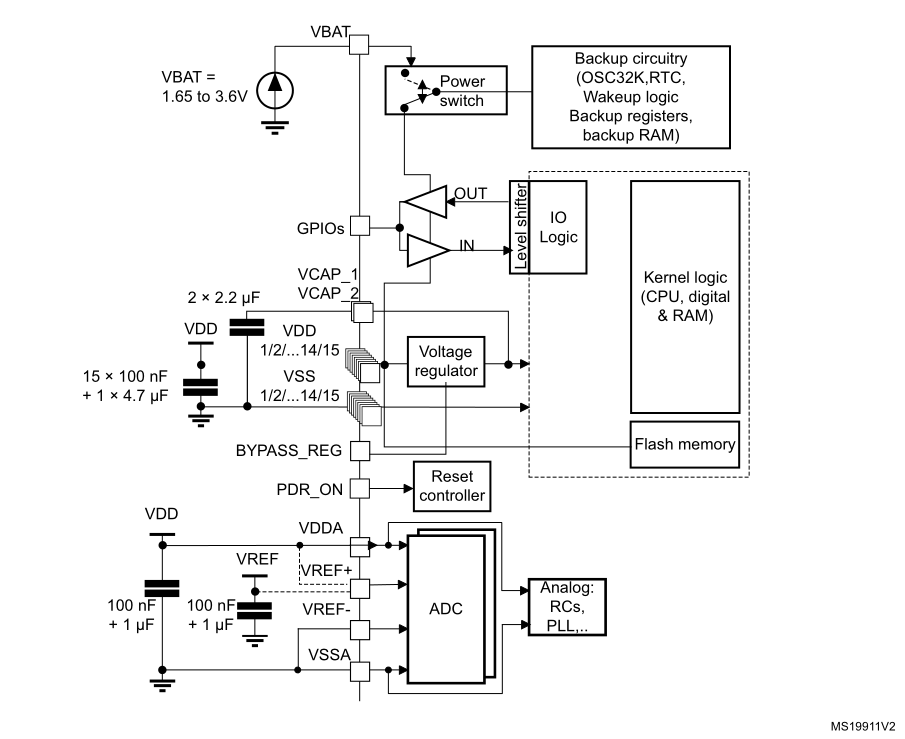 VBAT
VBAT =
1.65 to 3.6V
Power
switch
Backup circuitry
(OSC32K,RTC,
Wakeup logic
Backup registers,
backup RAM)
OUT
Level shifter
IO
Logic
GPIOs
IN
Kernel logic
(CPU, digital
& RAM)
VCAP_1
VCAP_2
2 × 2.2 μF
VDD
VDD
1/2/...14/15
Voltage
regulator
15 × 100 nF
+ 1 × 4.7 μF
VSS
1/2/...14/15
Flash memory
BYPASS_REG
PDR_ON
Reset
controller
VDD
VDDA
VREF
VREF+
100 nF
+ 1 μF
100 nF
+ 1 μF
VREF-
ADC
Analog:
RCs,
PLL,..
VSSA
MS19911V2